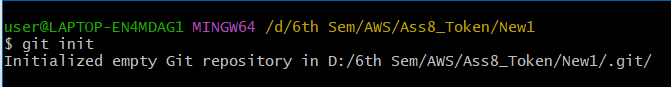 user@LAPTOP-EN4MDAG1 MINGW64 /d/6th Sem/AWS/Ass8_Token/New1
$ git init
Initialized empty Git repository in D:/6th Sem/AWS/Ass8_Token/New1/.git/